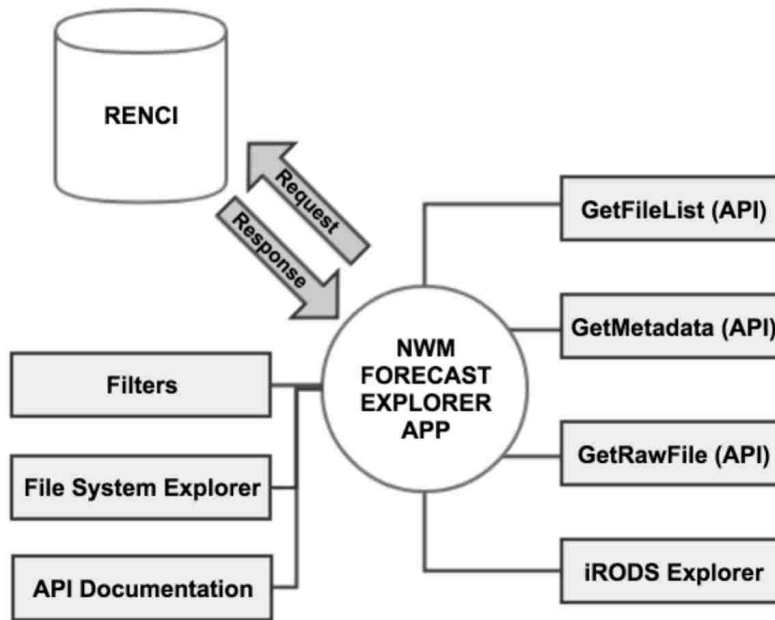 RENCI
Request
Response
NWM
FORECAST
EXPLORER
APP
Filters
File System Explorer
API Documentation
GetFileList (API)
GetMetadata (API)
GetRawFile (API)
iRODS Explorer